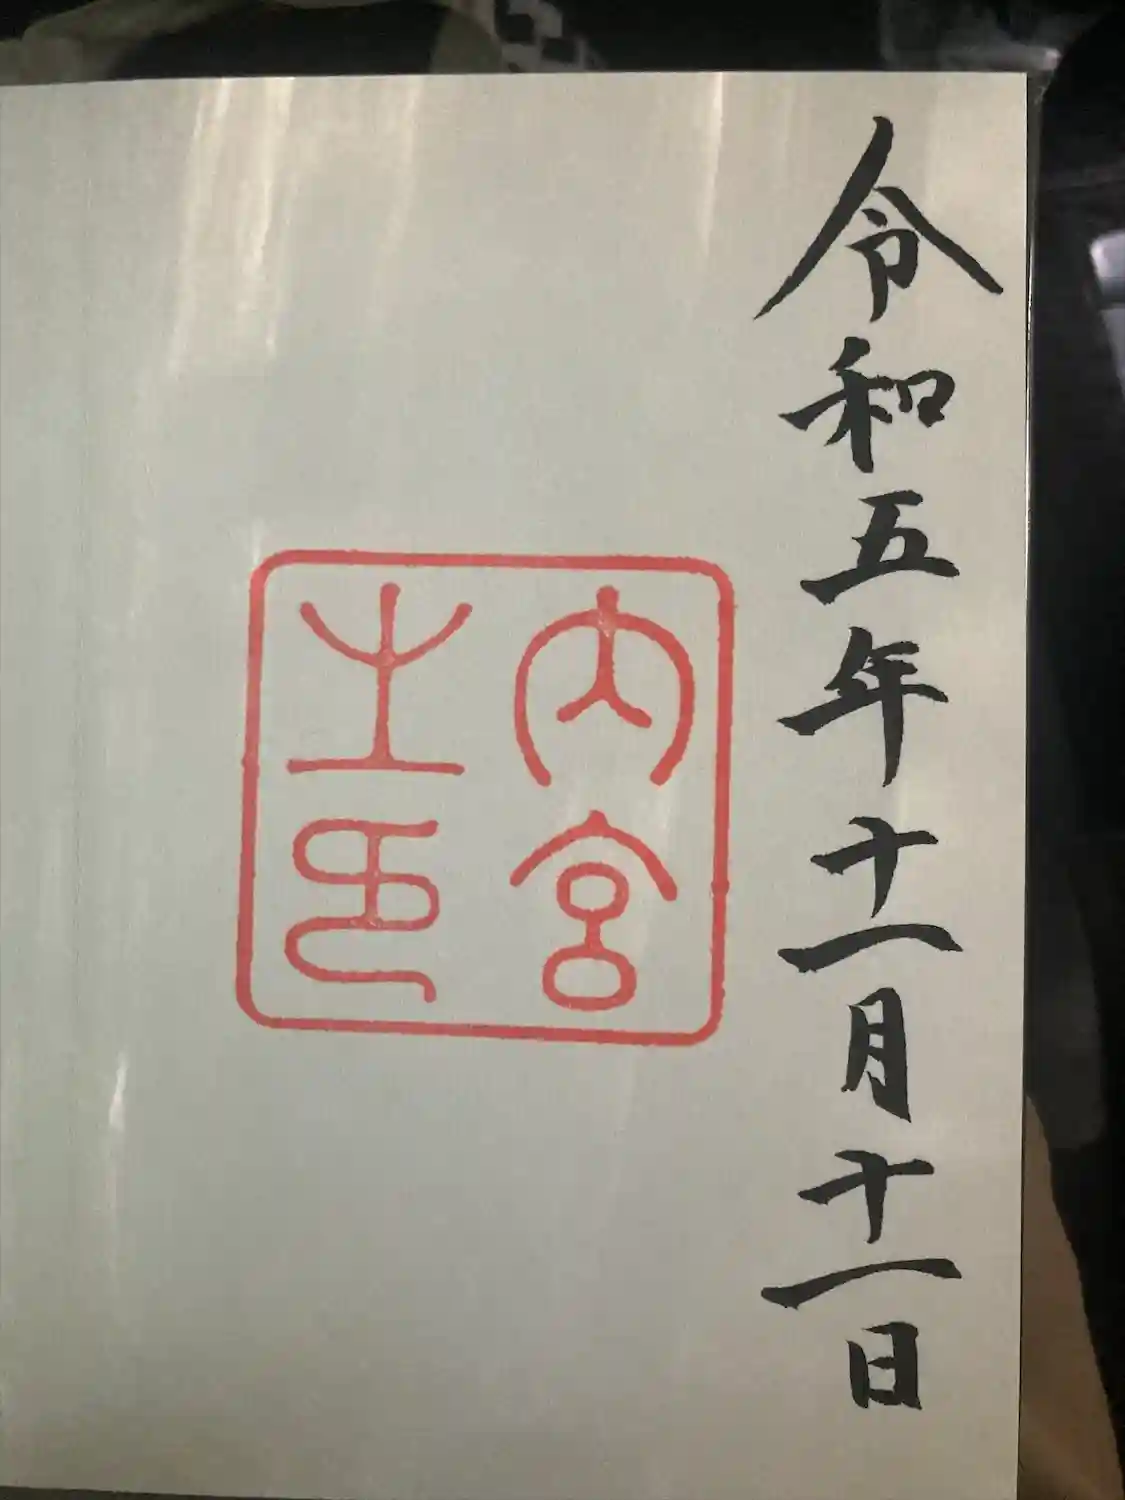 令和五年十一月十一日
内宮
之印